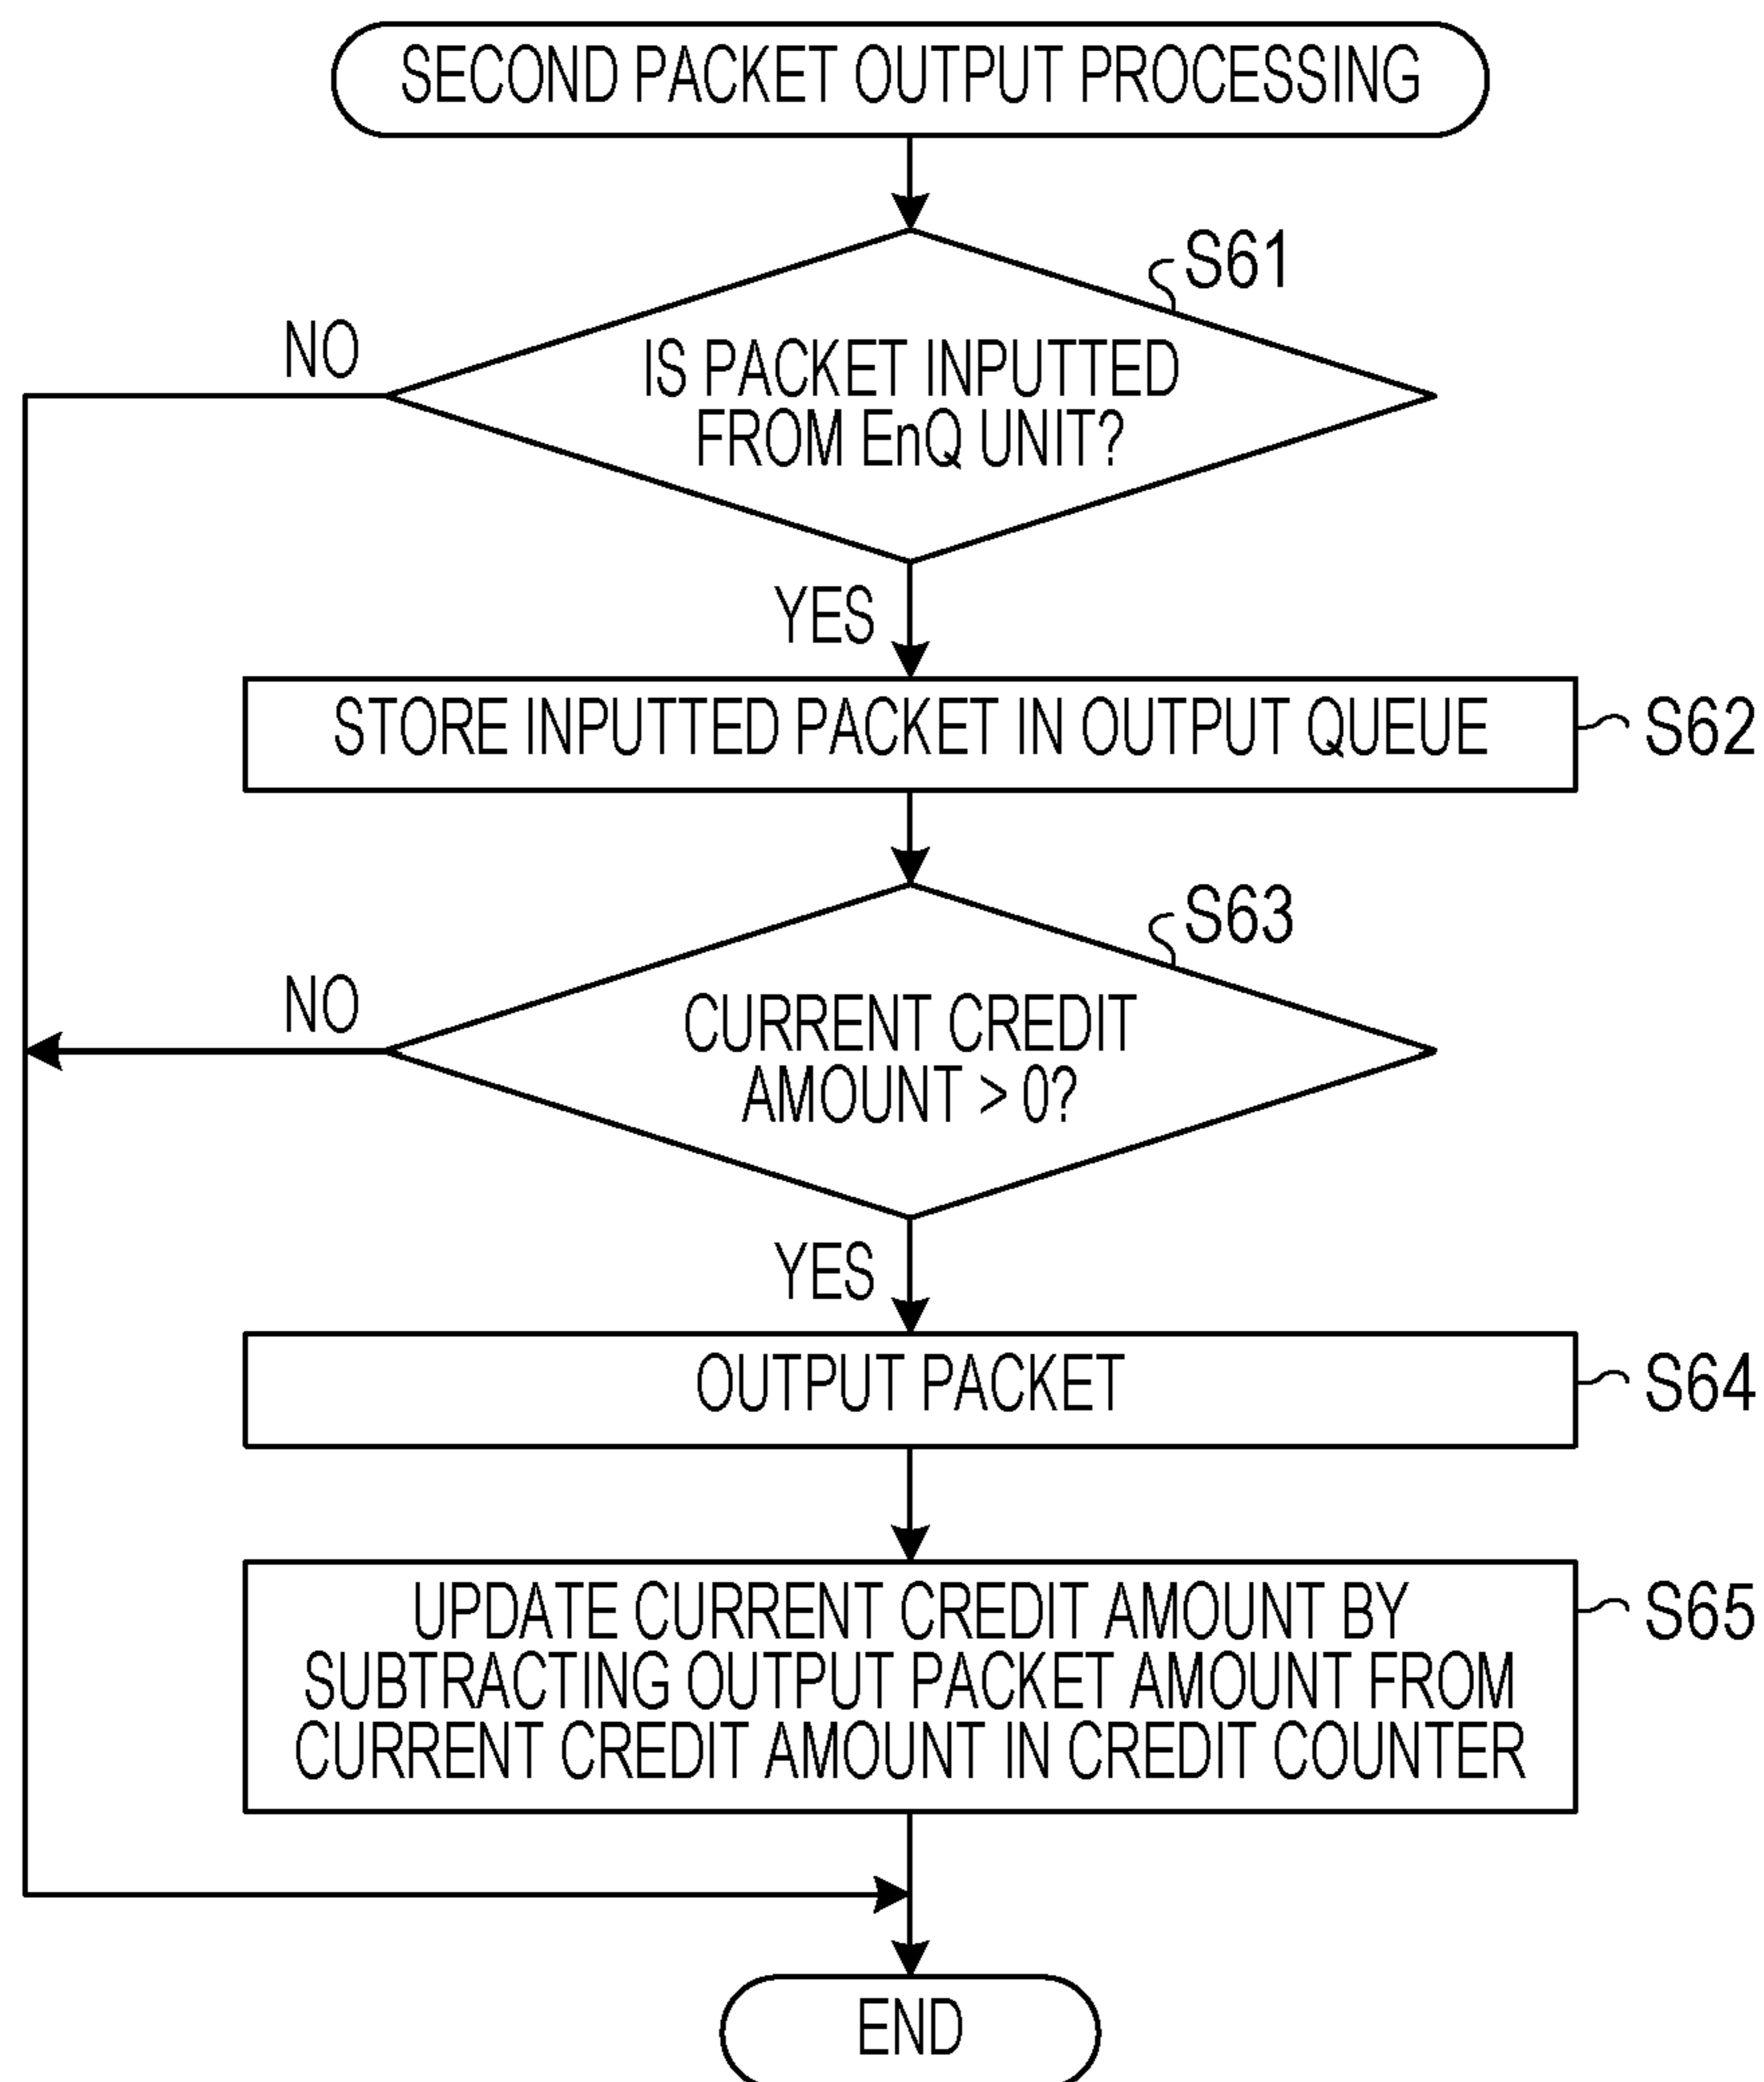 SECOND PACKET OUTPUT PROCESSING
S61
NO
IS PACKET INPUTTED
FROM EnQ UNIT?
YES
STORE INPUTTED PACKET IN OUTPUT QUEUE
S62
S63
NO
CURRENT CREDIT
AMOUNT > 0?
YES
OUTPUT PACKET
S64
UPDATE CURRENT CREDIT AMOUNT BY
S65
SUBTRACTING OUTPUT PACKET AMOUNT FROM
CURRENT CREDIT AMOUNT IN CREDIT COUNTER
END